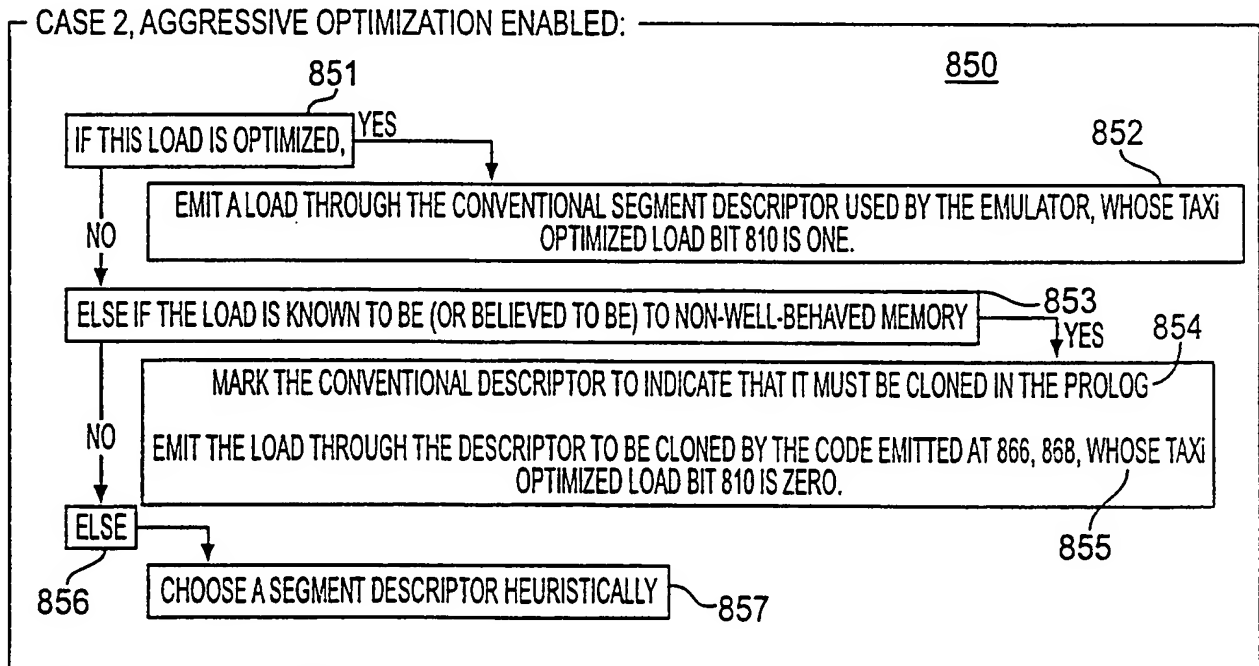 CASE 2, AGGRESSIVE OPTIMIZATION ENABLED:
850
851
IF THIS LOAD IS OPTIMIZED,
YES
852
EMIT A LOAD THROUGH THE CONVENTIONAL SEGMENT DESCRIPTOR USED BY THE EMULATOR, WHOSE TAXi
OPTIMIZED LOAD BIT 810 IS ONE.
NO
ELSE IF THE LOAD IS KNOWN TO BE (OR BELIEVED TO BE) TO NON-WELL-BEHAVED MEMORY
853
YES
854
MARK THE CONVENTIONAL DESCRIPTOR TO INDICATE THAT IT MUST BE CLONED IN THE PROLOG
NO
EMIT THE LOAD THROUGH THE DESCRIPTOR TO BE CLONED BY THE CODE EMITTED AT 866, 868, WHOSE TAXi
OPTIMIZED LOAD BIT 810 IS ZERO.
ELSE
855
856
CHOOSE A SEGMENT DESCRIPTOR HEURISTICALLY
857